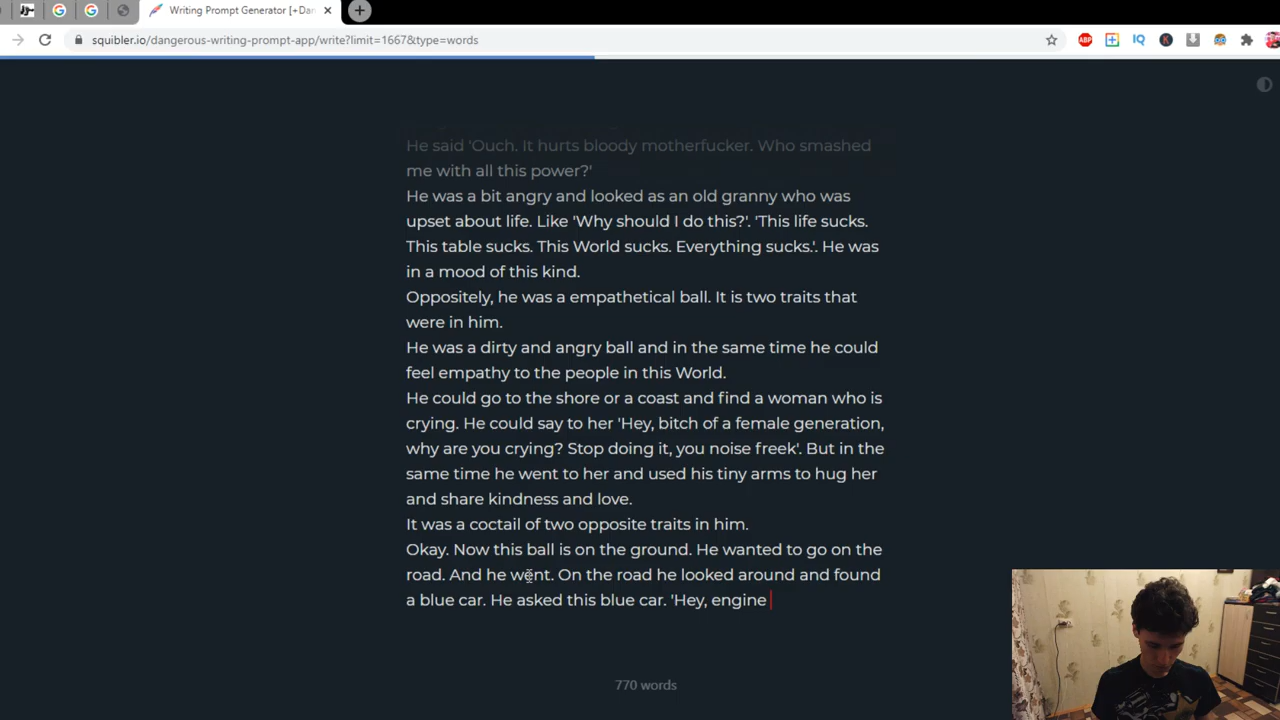 Writing Prompt Generator [+Dan
squibler.io/dangerous-writing-prompt-app/write?limit=1667&type=words
ABP
IQ
K
He said 'Ouch. It hurts bloody motherfucker. Who smashed
me with all this power?'
He was a bit angry and looked as an old granny who was
upset about life. Like 'Why should I do this?'. 'This life sucks.
This table sucks. This World sucks. Everything sucks.'. He was
in a mood of this kind.
Oppositely, he was a empathetical ball. It is two traits that
were in him.
He was a dirty and angry ball and in the same time he could
feel empathy to the people in this World.
He could go to the shore or a coast and find a woman who is
crying. He could say to her 'Hey, bitch of a female generation,
why are you crying? Stop doing it, you noise freek'. But in the
same time he went to her and used his tiny arms to hug her
and share kindness and love.
It was a coctail of two opposite traits in him.
Okay. Now this ball is on the ground. He wanted to go on the
road. And he went. On the road he looked around and found
a blue car. He asked this blue car. 'Hey, engine
770 words